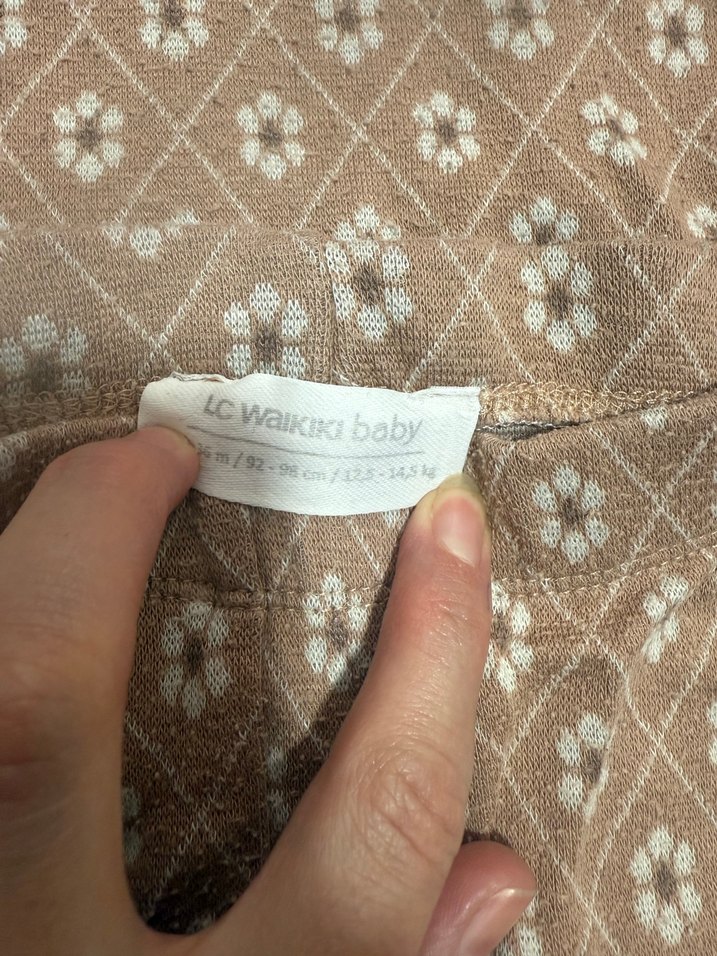 LC WAIKIKI baby
m / 92 - 98 cm / 12,5 - 14,5 kg